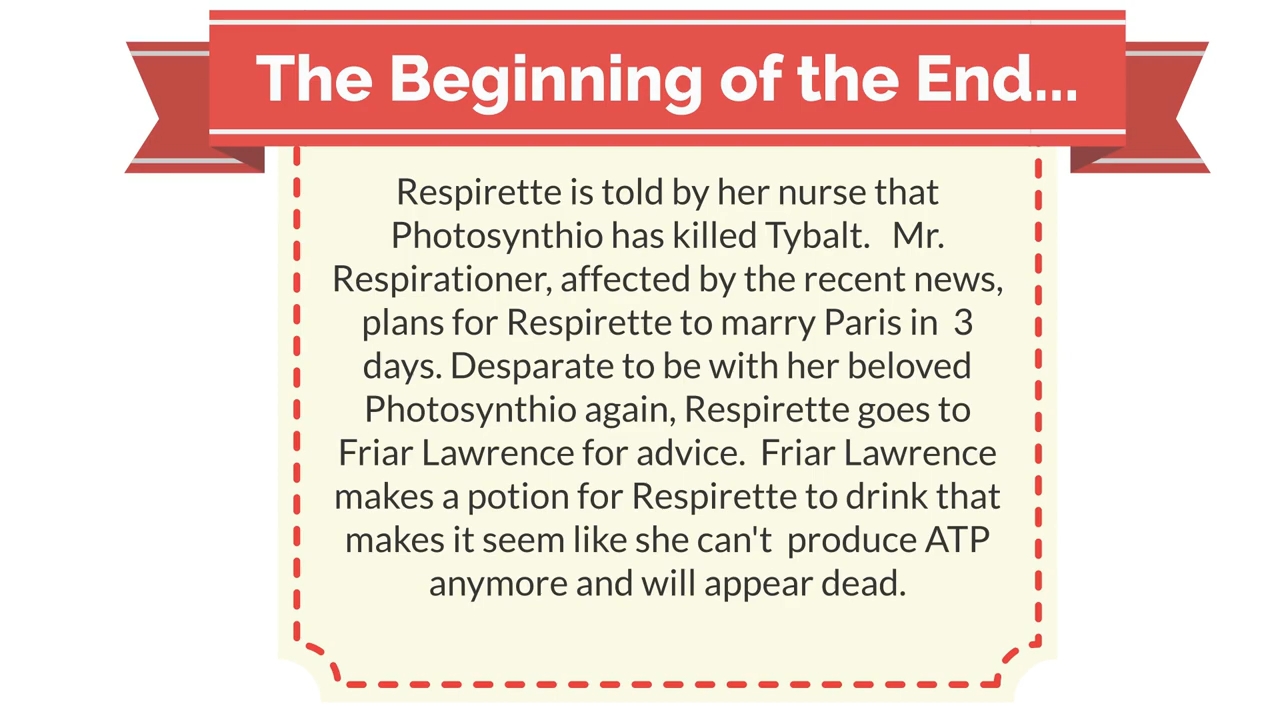 The Beginning of the End...
Respirette is told by her nurse that
Photosynthio has killed Tybalt. Mr.
Respirationer, affected by the recent news,
plans for Respirette to marry Paris in 3
days. Desparate to be with her beloved
Photosynthio again, Respirette goes to
Friar Lawrence for advice. Friar Lawrence
makes a potion for Respirette to drink that
makes it seem like she can't produce ATP
anymore and will appear dead.